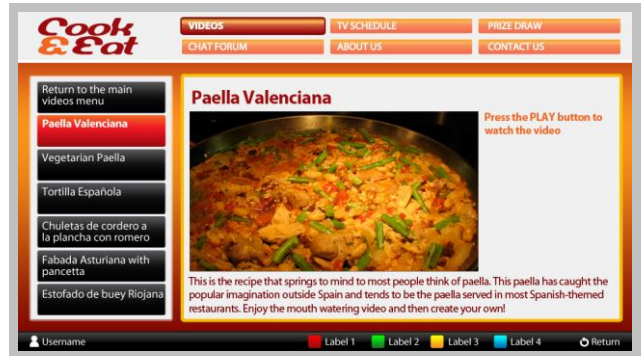 Cook
& Eat
VIDEOS
TV SCHEDULE
PRIZE DRAW
CHAT FORUM
ABOUT US
CONTACT US
Return to the main
videos menu
Paella Valenciana
Vegetarian Paella
Tortilla Española
Chuletas de cordero a
la plancha con romero
Fabada Asturiana with
pancetta
Estofado de buey Riojana
Paella Valenciana
Press the PLAY button to
watch the video
This is the recipe that springs to mind to most people think of paella. This paella has caught the
popular imagination outside Spain and tends to be the paella served in most Spanish-themed
restaurants. Enjoy the mouth watering video and then create your own!
Username
Label 1
Label 2
Label 3
Label 4
Return